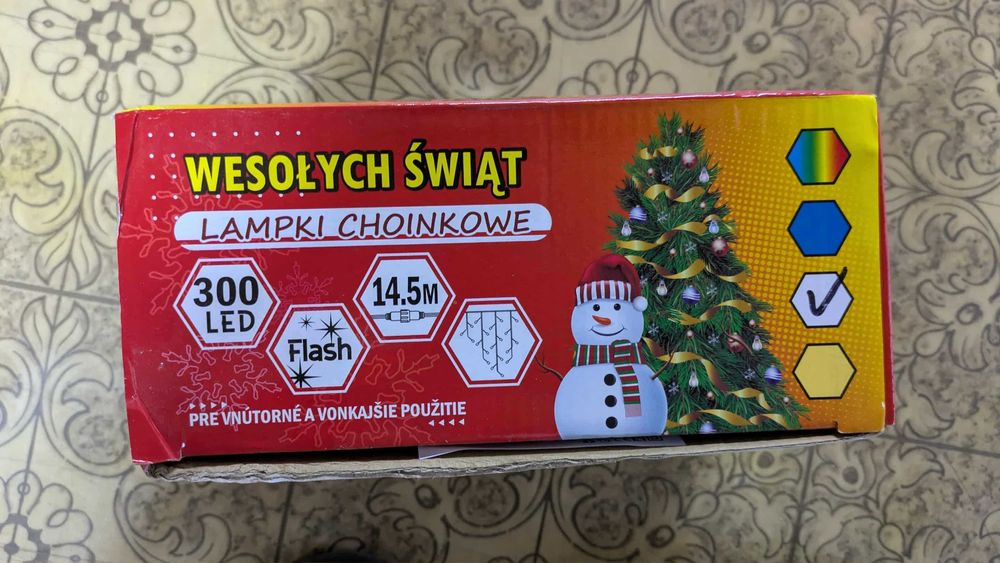 WESOŁYCH ŚWIĄT
LAMPKI CHOINKOWE
300
LED
Flash
14.5M
PRE VNÚTORNÉ A VONKAJŠIE POUŽITIE